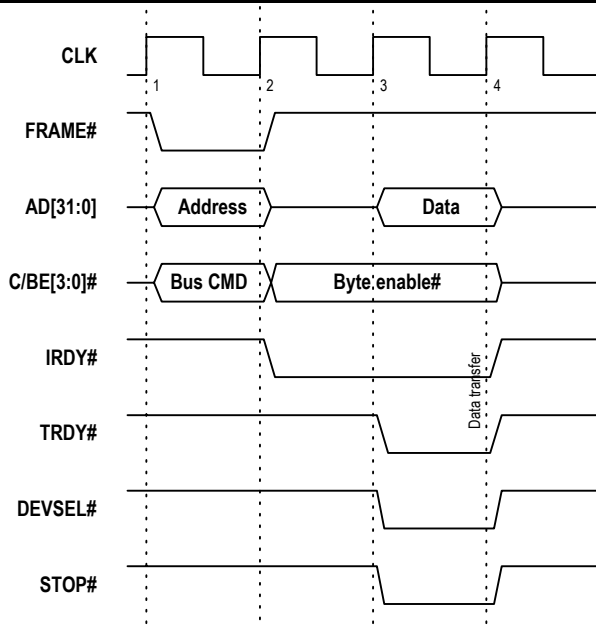 CLK
1 2 3 4
FRAME#
AD[31:0] Address Data
C/BE[3:0]# Bus CMD Byte enable#
IRDY#
Data transfer
TRDY#
DEVSEL#
STOP#